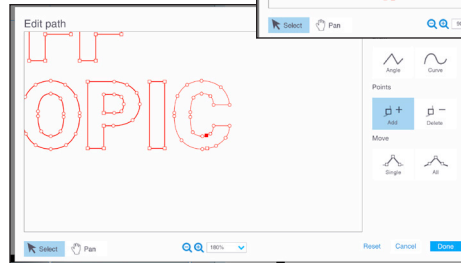 Edit path
Select Pan
Angle Curve
Points
Add Delete
Move
Single All
OPIC
Select Pan 180%
Reset Cancel Done